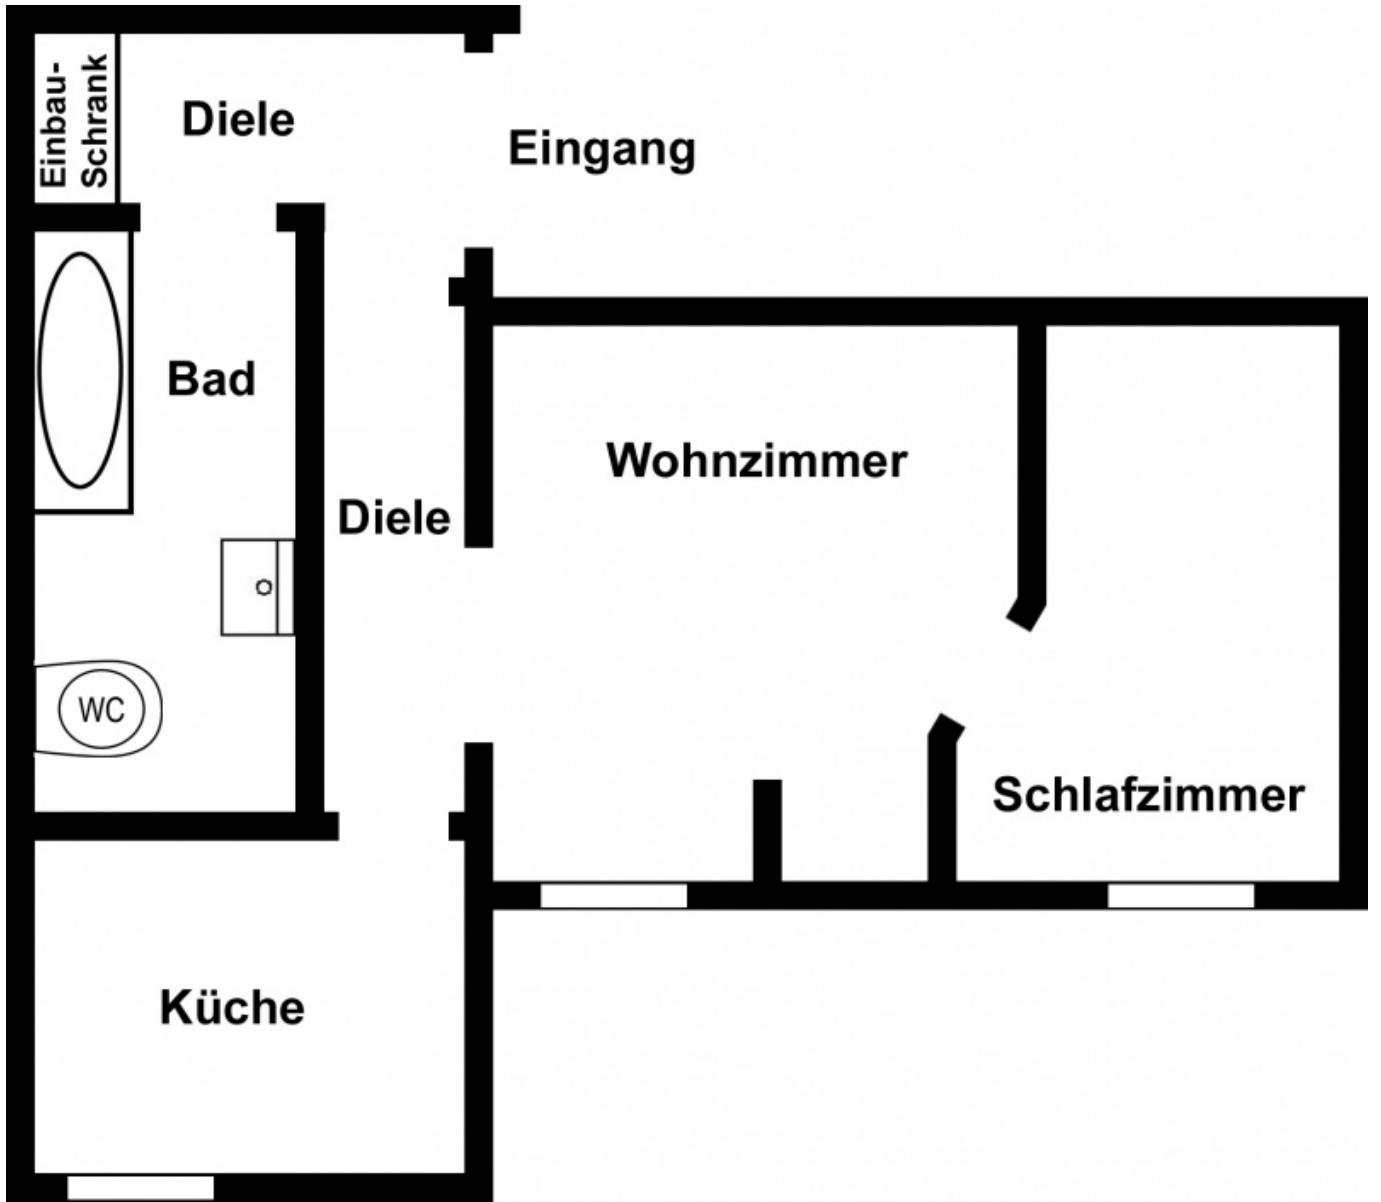 Einbau-
Schrank
Diele
Eingang
Bad
Wohnzimmer
Diele
WC
Schlafzimmer
Küche